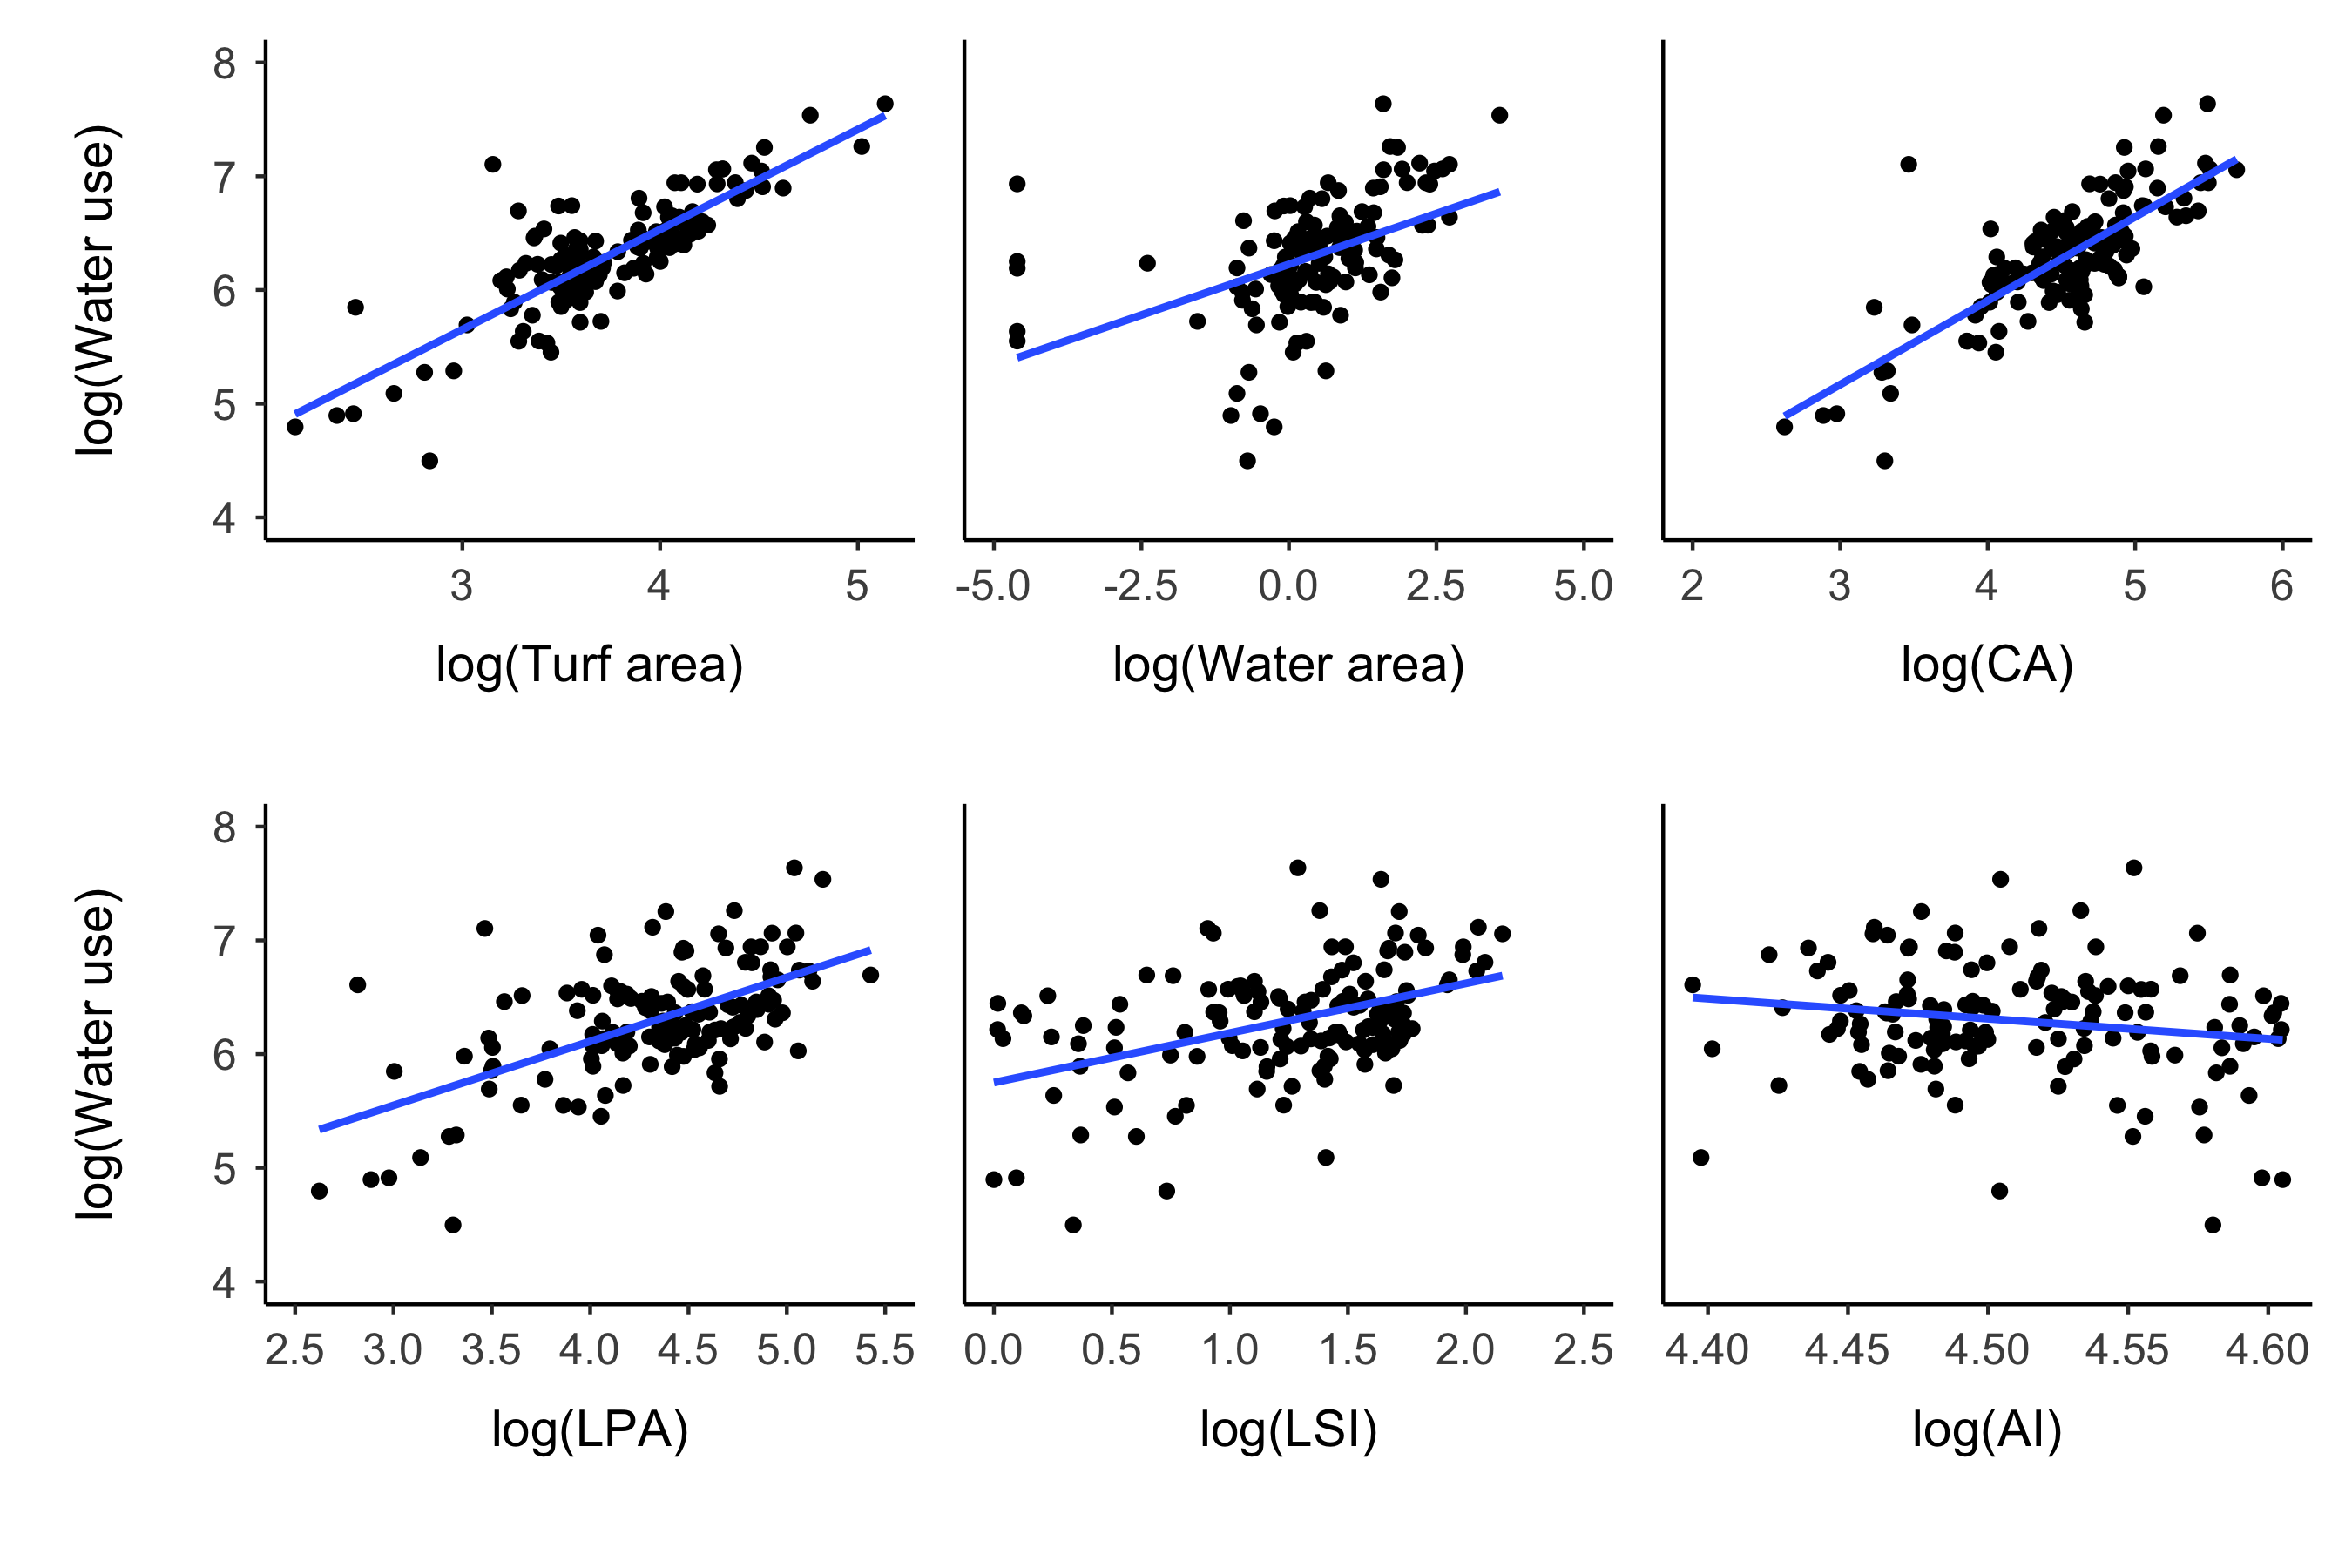 log(Water use)
8
7
6
5
4
3 4 5
-5.0 -2.5 0.0 2.5 5.0
2 3 4 5 6
log(Turf area)
log(Water area)
log(CA)
log(Water use)
8
7
6
5
4
2.5 3.0 3.5 4.0 4.5 5.0 5.5
0.0 0.5 1.0 1.5 2.0 2.5
4.40 4.45 4.50 4.55 4.60
log(LPA)
log(LSI)
log(AI)